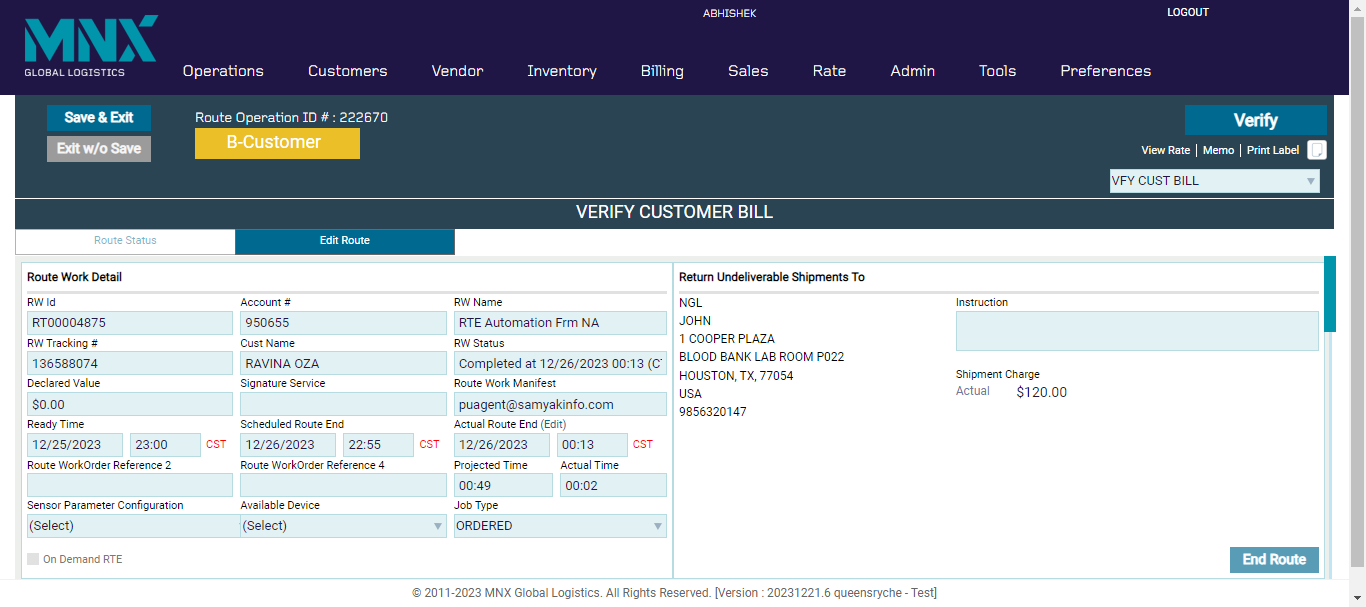 MNX
GLOBAL LOGISTICS
ABHISHEK
LOGOUT
Operations Customers Vendor Inventory Billing Sales Rate Admin Tools Preferences
Save & Exit
Exit w/o Save
Route Operation ID # : 222670
B-Customer
Verify
View Rate | Memo | Print Label
VFY CUST BILL
VERIFY CUSTOMER BILL
Route Status Edit Route
Route Work Detail
RW Id Account # RW Name
RT00004875 950655 RTE Automation Frm NA
RW Tracking # Cust Name RW Status
136588074 RAVINA OZA Completed at 12/26/2023 00:13 (C
Declared Value Signature Service Route Work Manifest
$0.00 puagent@samyakinfo.com
Ready Time Scheduled Route End Actual Route End (Edit)
12/25/2023 23:00 CST 12/26/2023 22:55 CST 12/26/2023 00:13 CST
Route WorkOrder Reference 2 Route WorkOrder Reference 4 Projected Time Actual Time
00:49 00:02
Sensor Parameter Configuration Available Device Job Type
(Select) (Select) ORDERED
On Demand RTE
Return Undeliverable Shipments To
NGL
JOHN
1 COOPER PLAZA
BLOOD BANK LAB ROOM P022
HOUSTON, TX, 77054
USA
9856320147
Instruction
Shipment Charge
Actual $120.00
End Route
© 2011-2023 MNX Global Logistics. All Rights Reserved. [Version : 20231221.6 queensryche - Test]